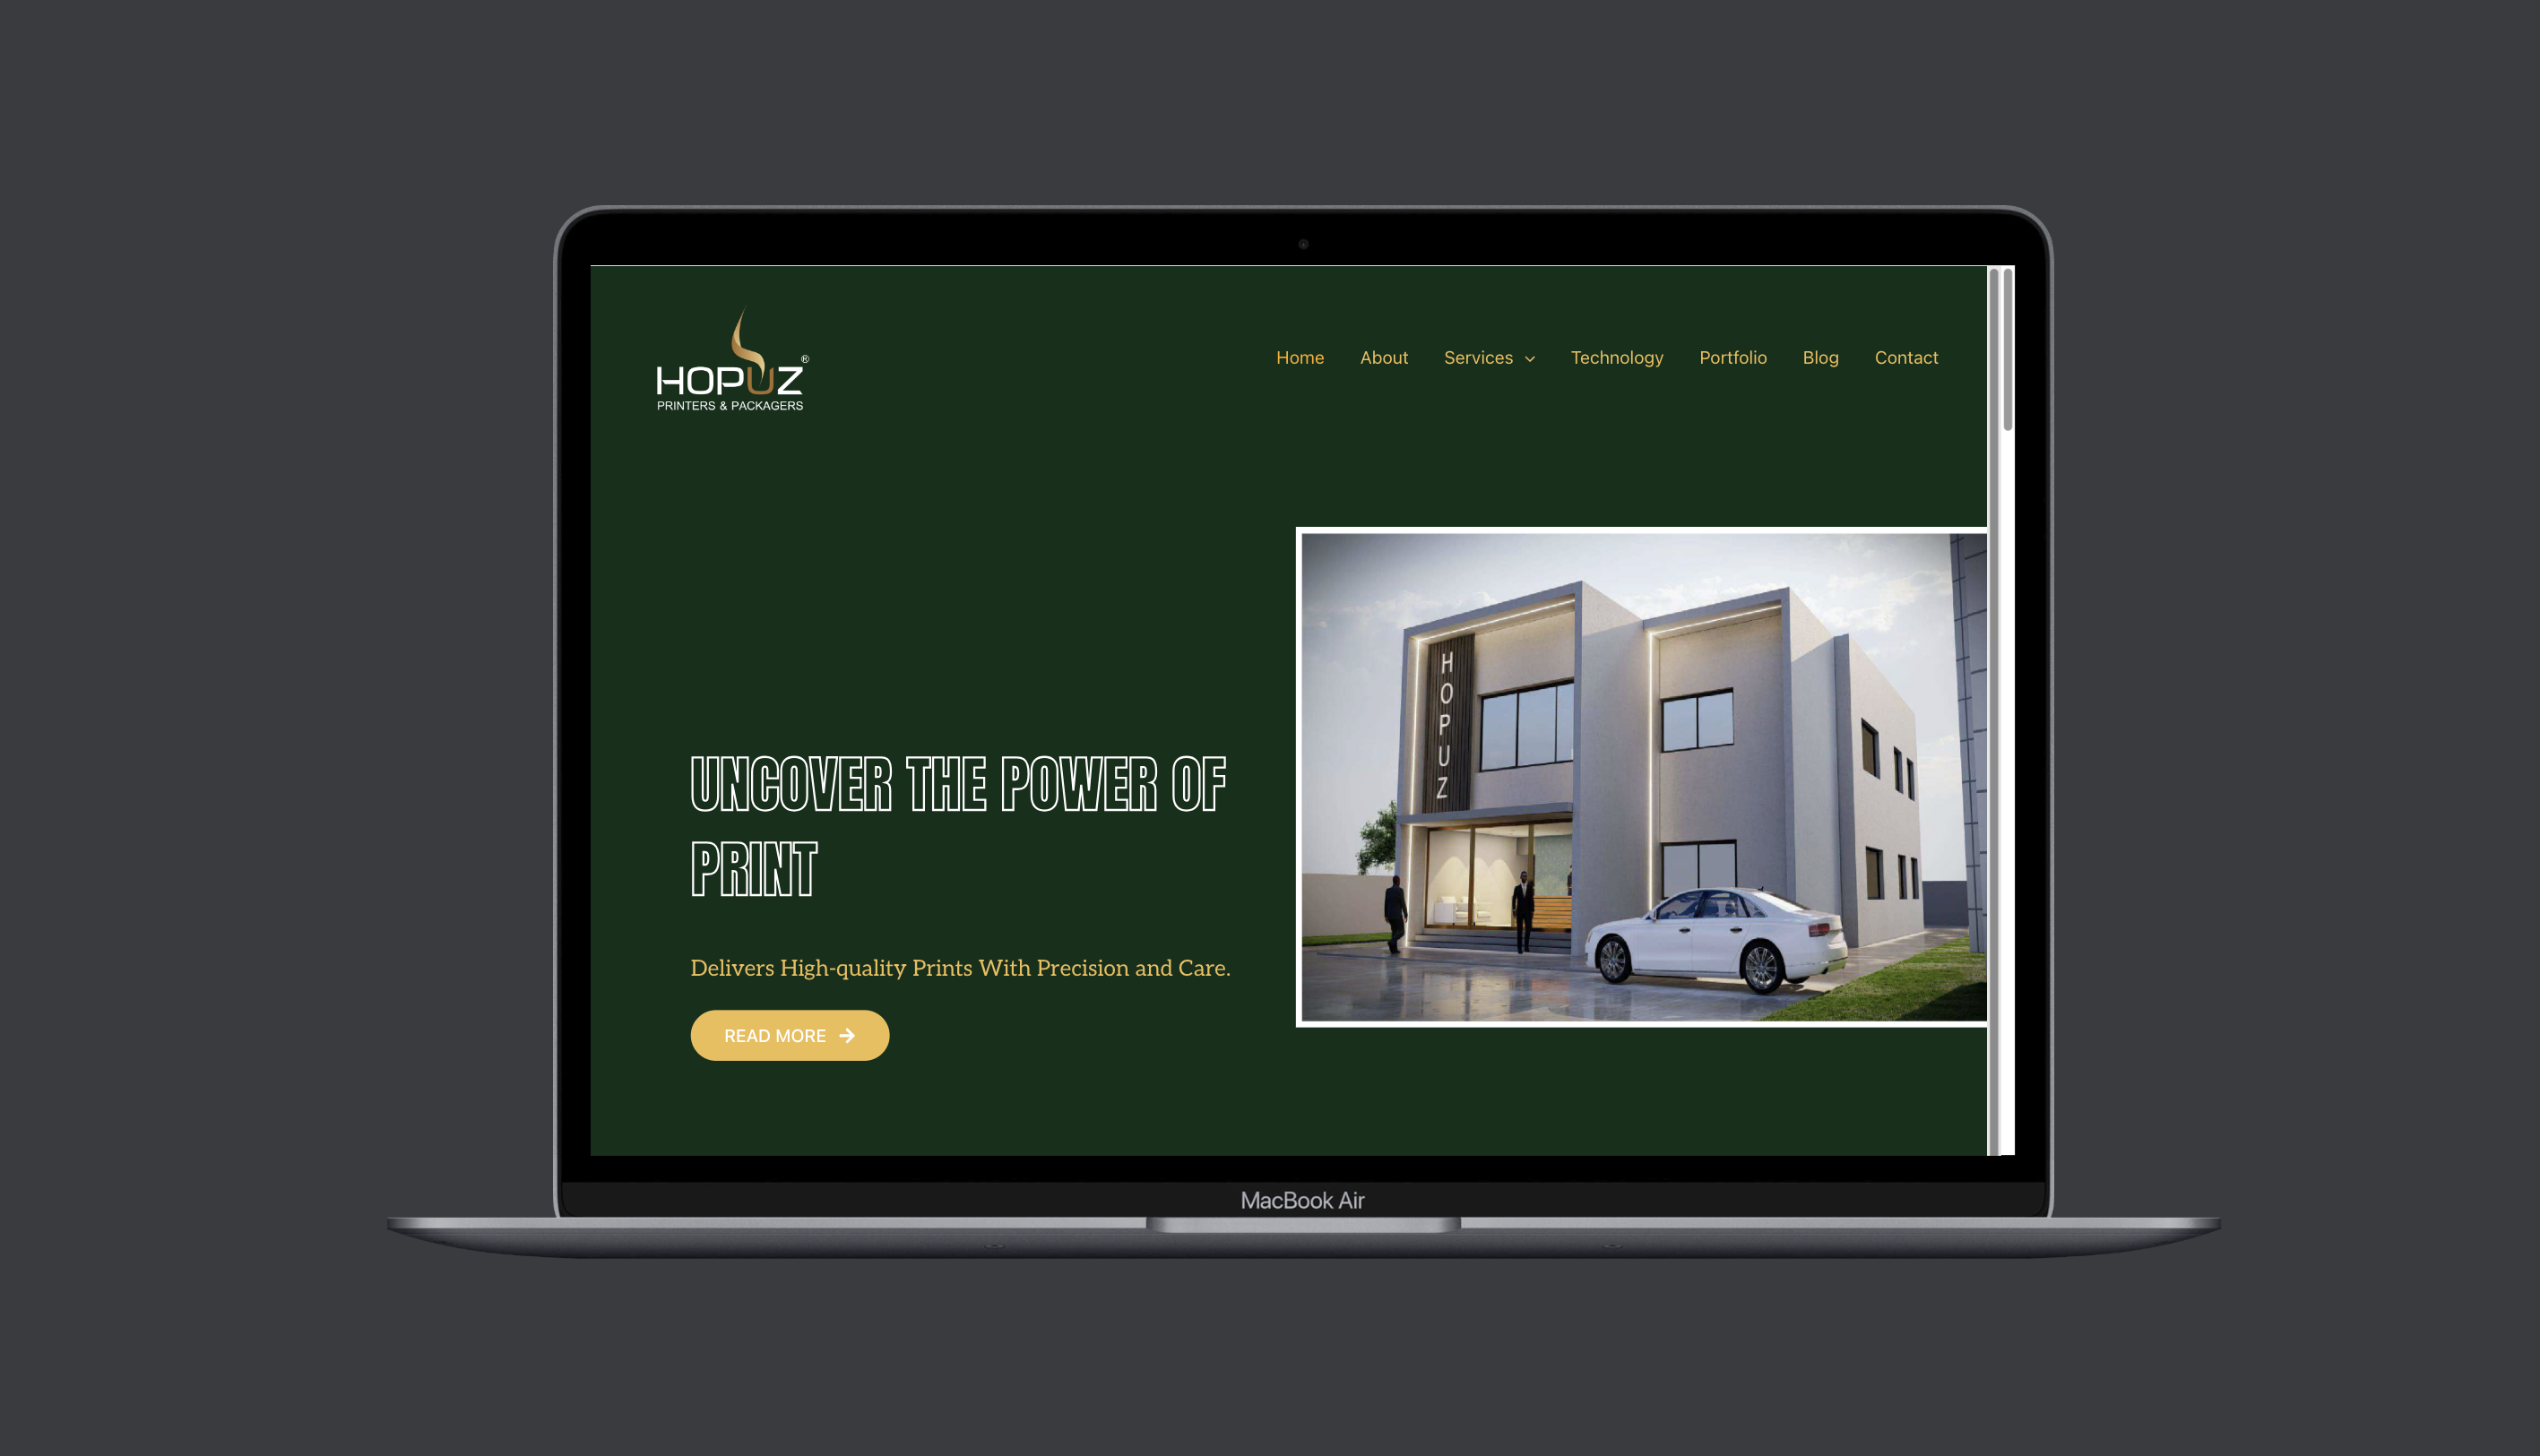 HOPUZ®
PRINTERS & PACKAGERS
Home About Services Technology Portfolio Blog Contact
H
O
P
U
Z
UNCOVER THE POWER OF
PRINT
Delivers High-quality Prints With Precision and Care.
READ MORE
MacBook Air